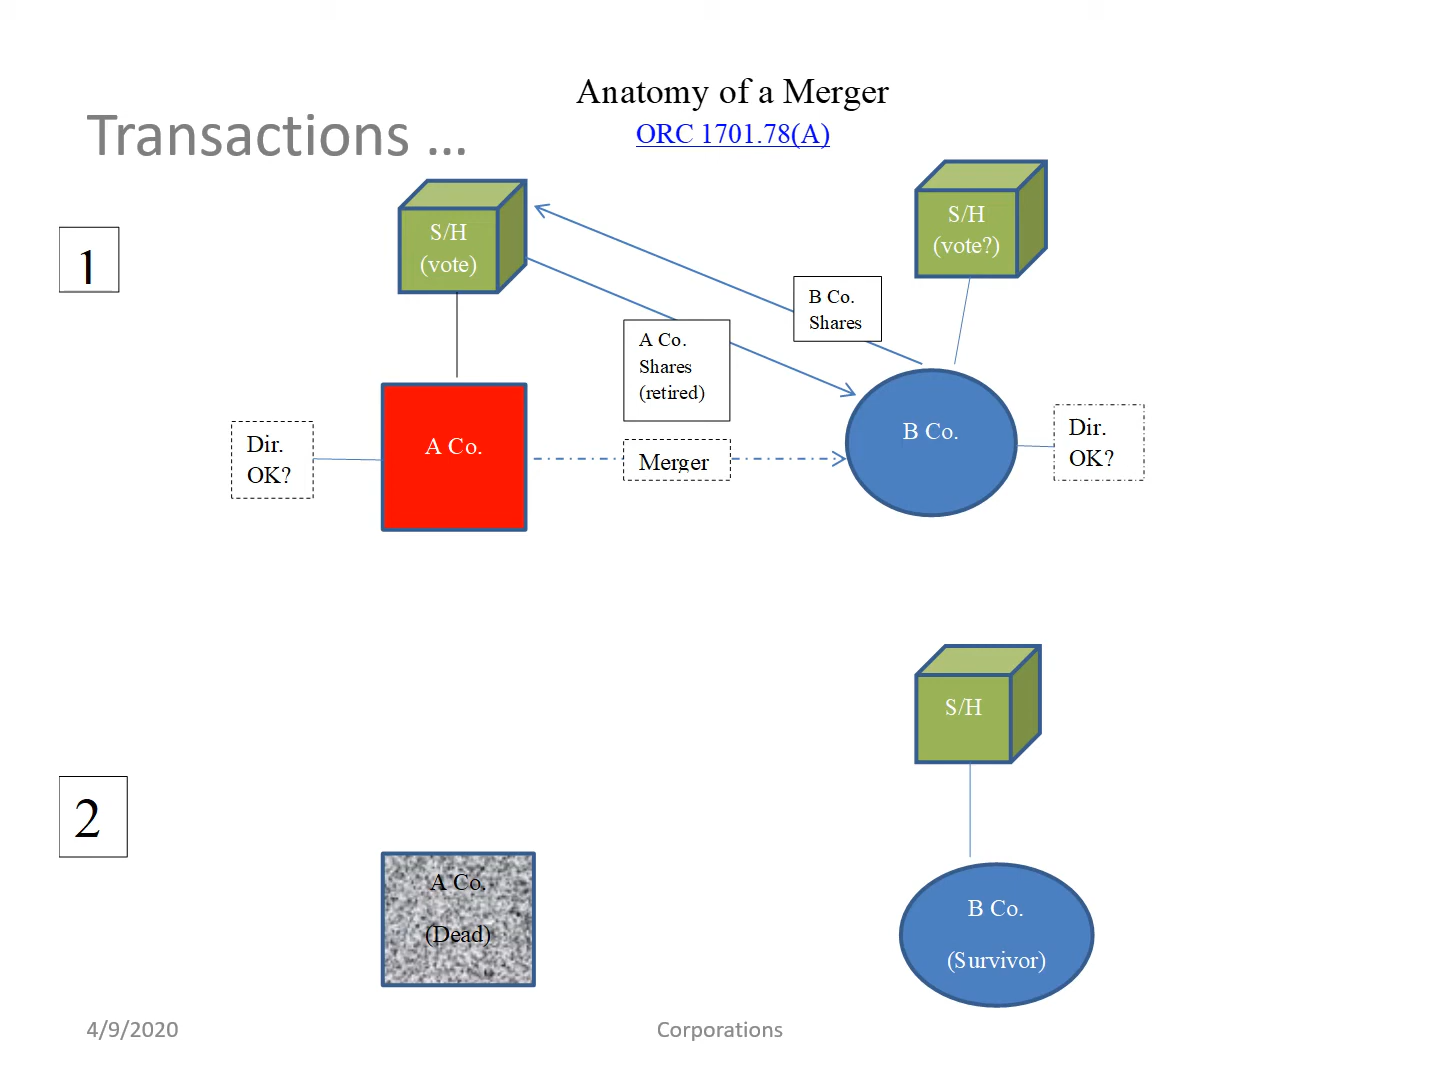 Anatomy of a Merger
Transactions ...
ORC 1701.78(A)
1
S/H
(vote)
S/H
(vote?)
B Co.
Shares
A Co.
Shares
(retired)
Dir.
OK?
A Co.
Merger
B Co.
Dir.
OK?
2
S/H
A Co.
(Dead)
B Co.
(Survivor)
4/9/2020
Corporations